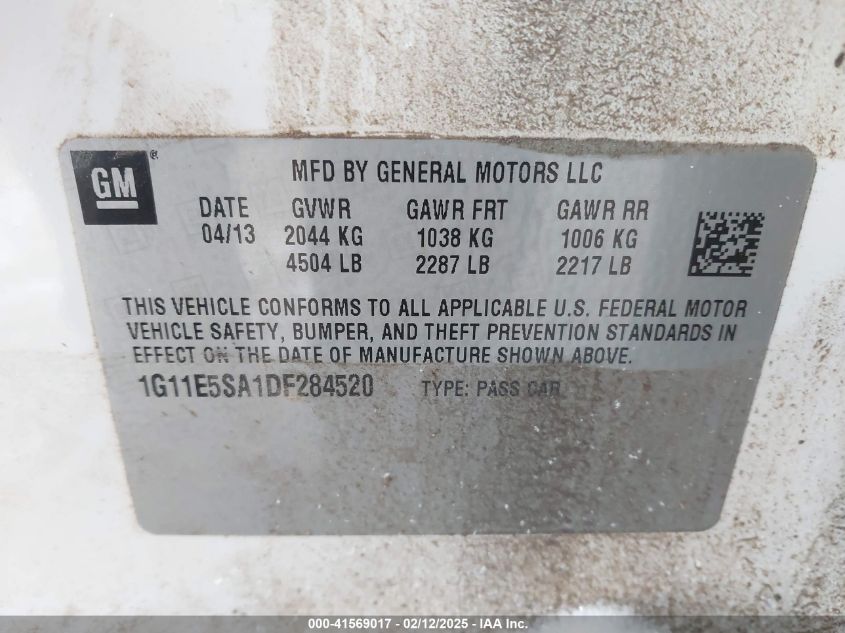 GM ®
MFD BY GENERAL MOTORS LLC
DATE GVWR GAWR FRT GAWR RR
04/13 2044 KG 1038 KG 1006 KG
4504 LB 2287 LB 2217 LB
THIS VEHICLE CONFORMS TO ALL APPLICABLE U.S. FEDERAL MOTOR
VEHICLE SAFETY, BUMPER, AND THEFT PREVENTION STANDARDS IN
EFFECT ON THE DATE OF MANUFACTURE SHOWN ABOVE.
1G11E5SA1DF284520 TYPE: PASS CAR
000-41569017 - 02/12/2025 - IAA Inc.